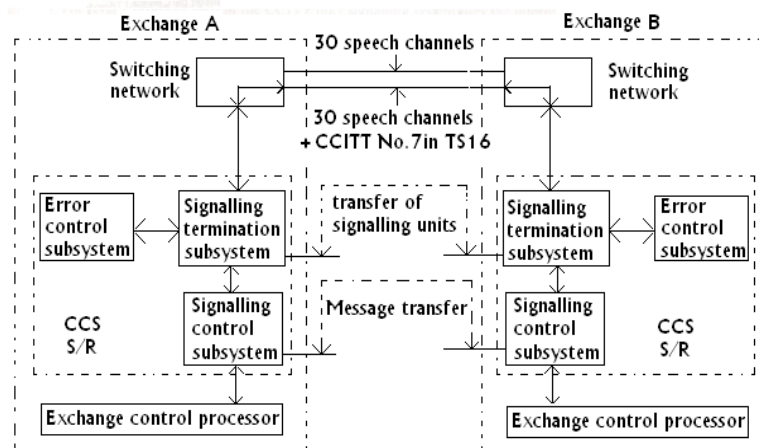 Exchange A
Exchange B
30 speech channels
Switching
network
Switching
network
30 speech channels
+ CCITT No.7in TS16
Error
control
subsystem
Signalling
termination
subsystem
transfer of
signalling units
Signalling
termination
subsystem
Error
control
subsystem
CCS
S/R
Signalling
control
subsystem
Message transfer
Signalling
control
subsystem
CCS
S/R
Exchange control processor
Exchange control processor